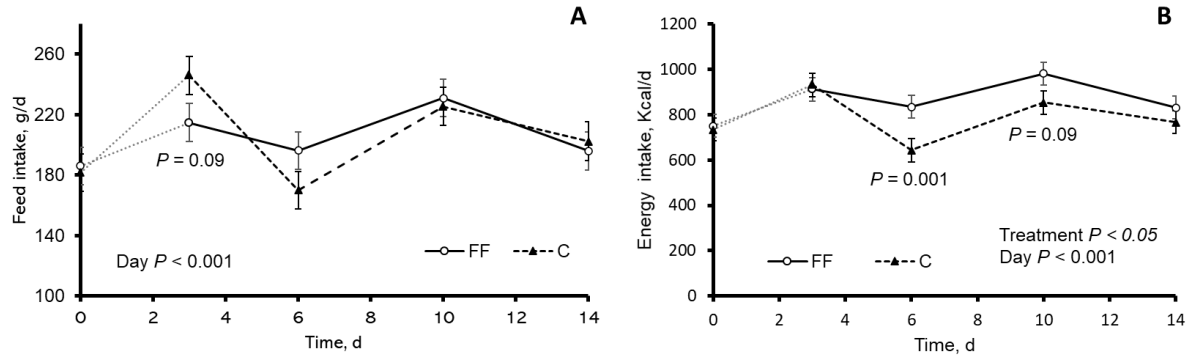 A
Feed intake, g/d
260
220
180
140
100
P = 0.09
Day P < 0.001
FF
C
0 2 4 6 8 10 12 14
Time, d
B
Energy intake, Kcal/d
1200
1000
800
600
400
200
0
P = 0.09
P = 0.001
Treatment P < 0.05
Day P < 0.001
FF
C
0 2 4 6 8 10 12 14
Time, d